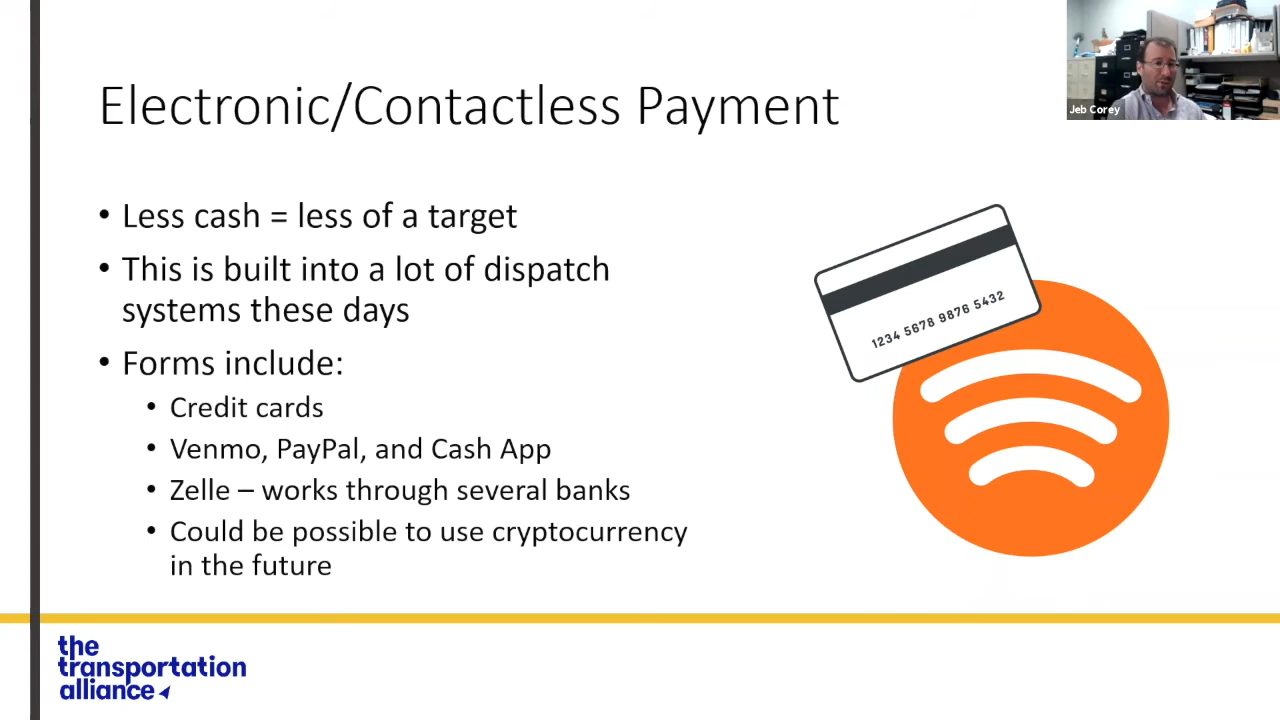 Electronic/Contactless Payment
Jeb Corey
• Less cash = less of a target
• This is built into a lot of dispatch
systems these days
• Forms include:
• Credit cards
• Venmo, PayPal, and Cash App
• Zelle – works through several banks
• Could be possible to use cryptocurrency
in the future
1234 5678 9876 5432
the
transportation
alliance